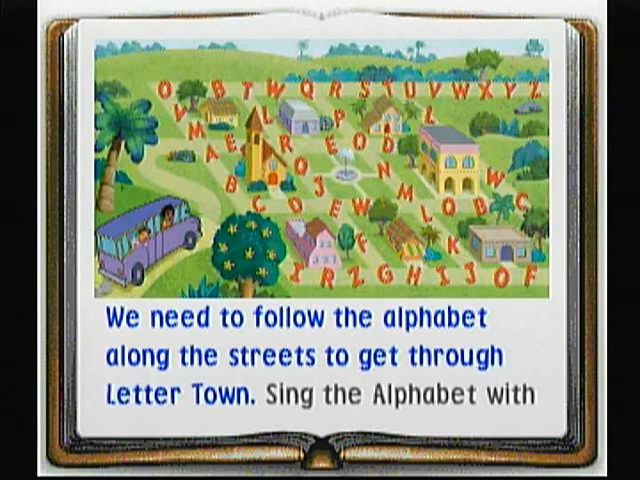 O B T W Q R S T U V W X Y Z
V L P L
M
A E R E O D
O N
B J M W
C D E W L Q B C
F K
I R Z G H I J O F
We need to follow the alphabet
along the streets to get through
Letter Town. Sing the Alphabet with